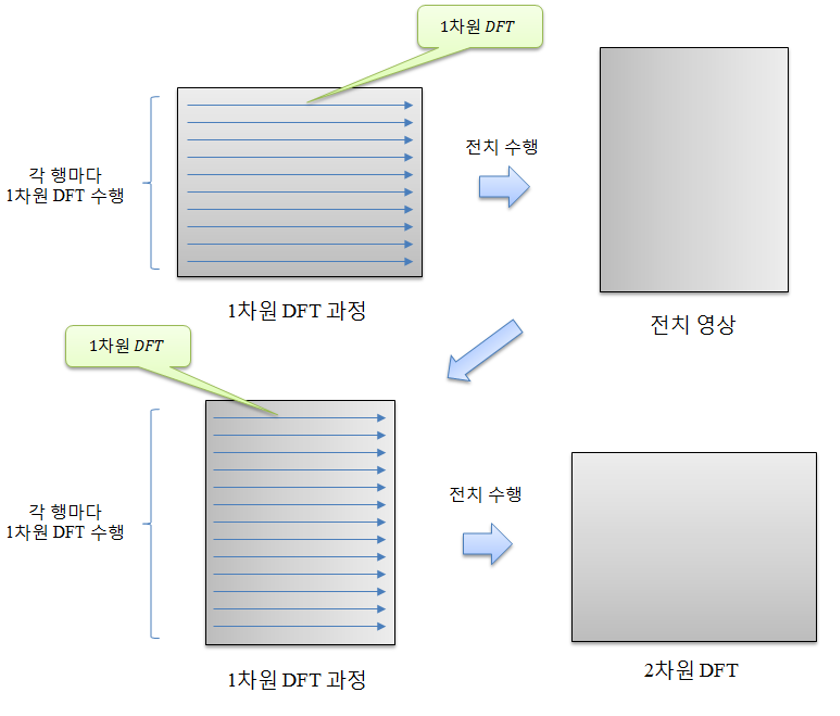 1차원 DFT
각 행마다
1차원 DFT 수행
전치 수행
1차원 DFT 과정
전치 영상
1차원 DFT
각 행마다
1차원 DFT 수행
전치 수행
1차원 DFT 과정
2차원 DFT